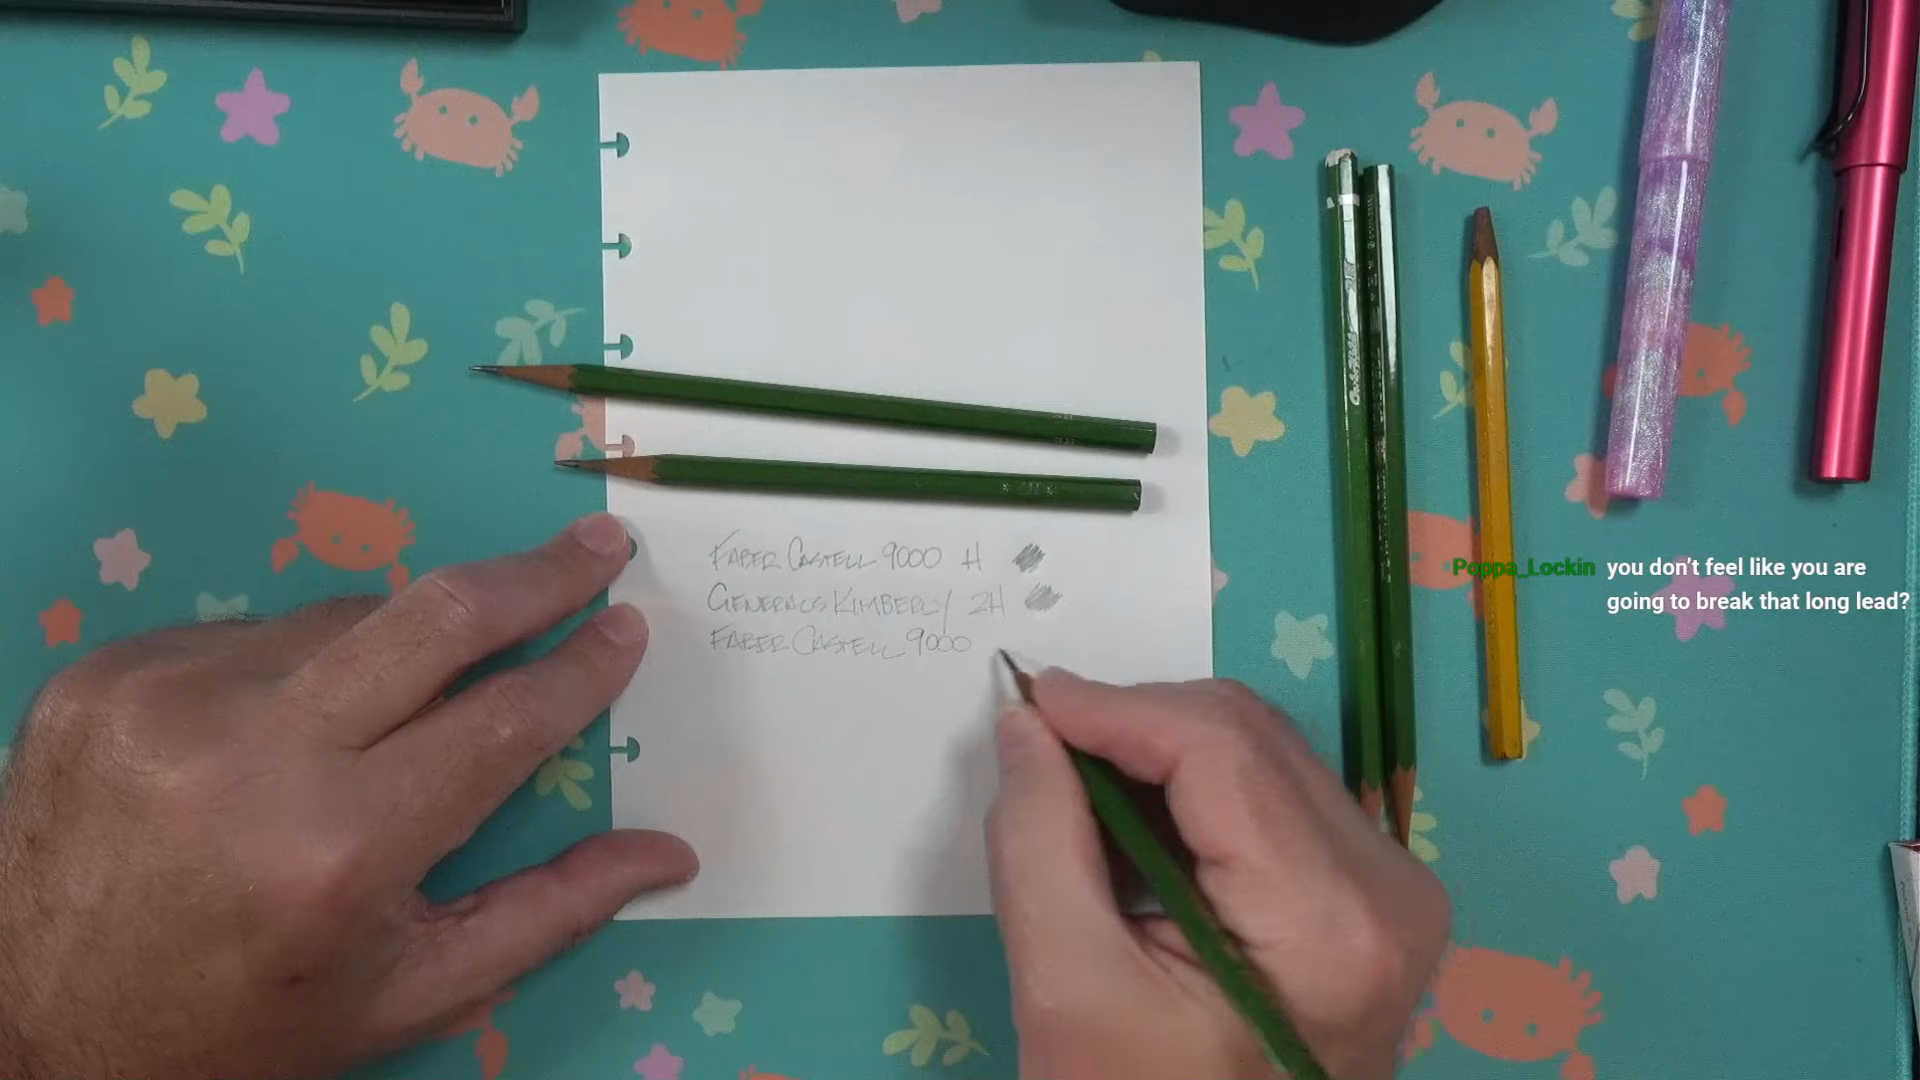 FABER CASTELL 9000 H
GENERALS KIMBERLY 2H
FABER CASTELL 9000
Poppa_Lockin you don't feel like you are
going to break that long lead?